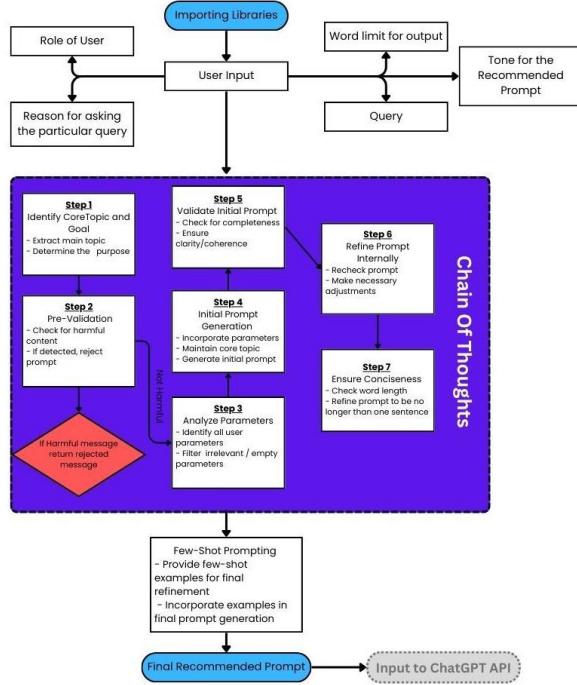 Importing Libraries
Role of User
Word limit for output
User Input
Tone for the
Recommended
Prompt
Reason for asking
the particular query
Query
Step 1
Identify CoreTopic and
Goal
- Extract main topic
- Determine the purpose
Step 2
Pre-Validation
- Check for harmful
content
- If detected, reject
prompt
Not Harmful
If Harmful message
return rejected
message
Step 3
Analyze Parameters
- Identify all user
parameters
- Filter irrelevant / empty
parameters
Step 4
Initial Prompt
Generation
- Incorporate parameters
- Maintain core topic
- Generate initial prompt
Step 5
Validate Initial Prompt
- Check for completeness
- Ensure
clarity/coherence
Step 6
Refine Prompt
Internally
- Recheck prompt
- Make necessary
adjustments
Step 7
Ensure Conciseness
- Check word length
- Refine prompt to be no
longer than one sentence
Chain Of Thoughts
Few-Shot Prompting
- Provide few-shot
examples for final
refinement
- Incorporate examples in
final prompt generation
Final Recommended Prompt
Input to ChatGPT API